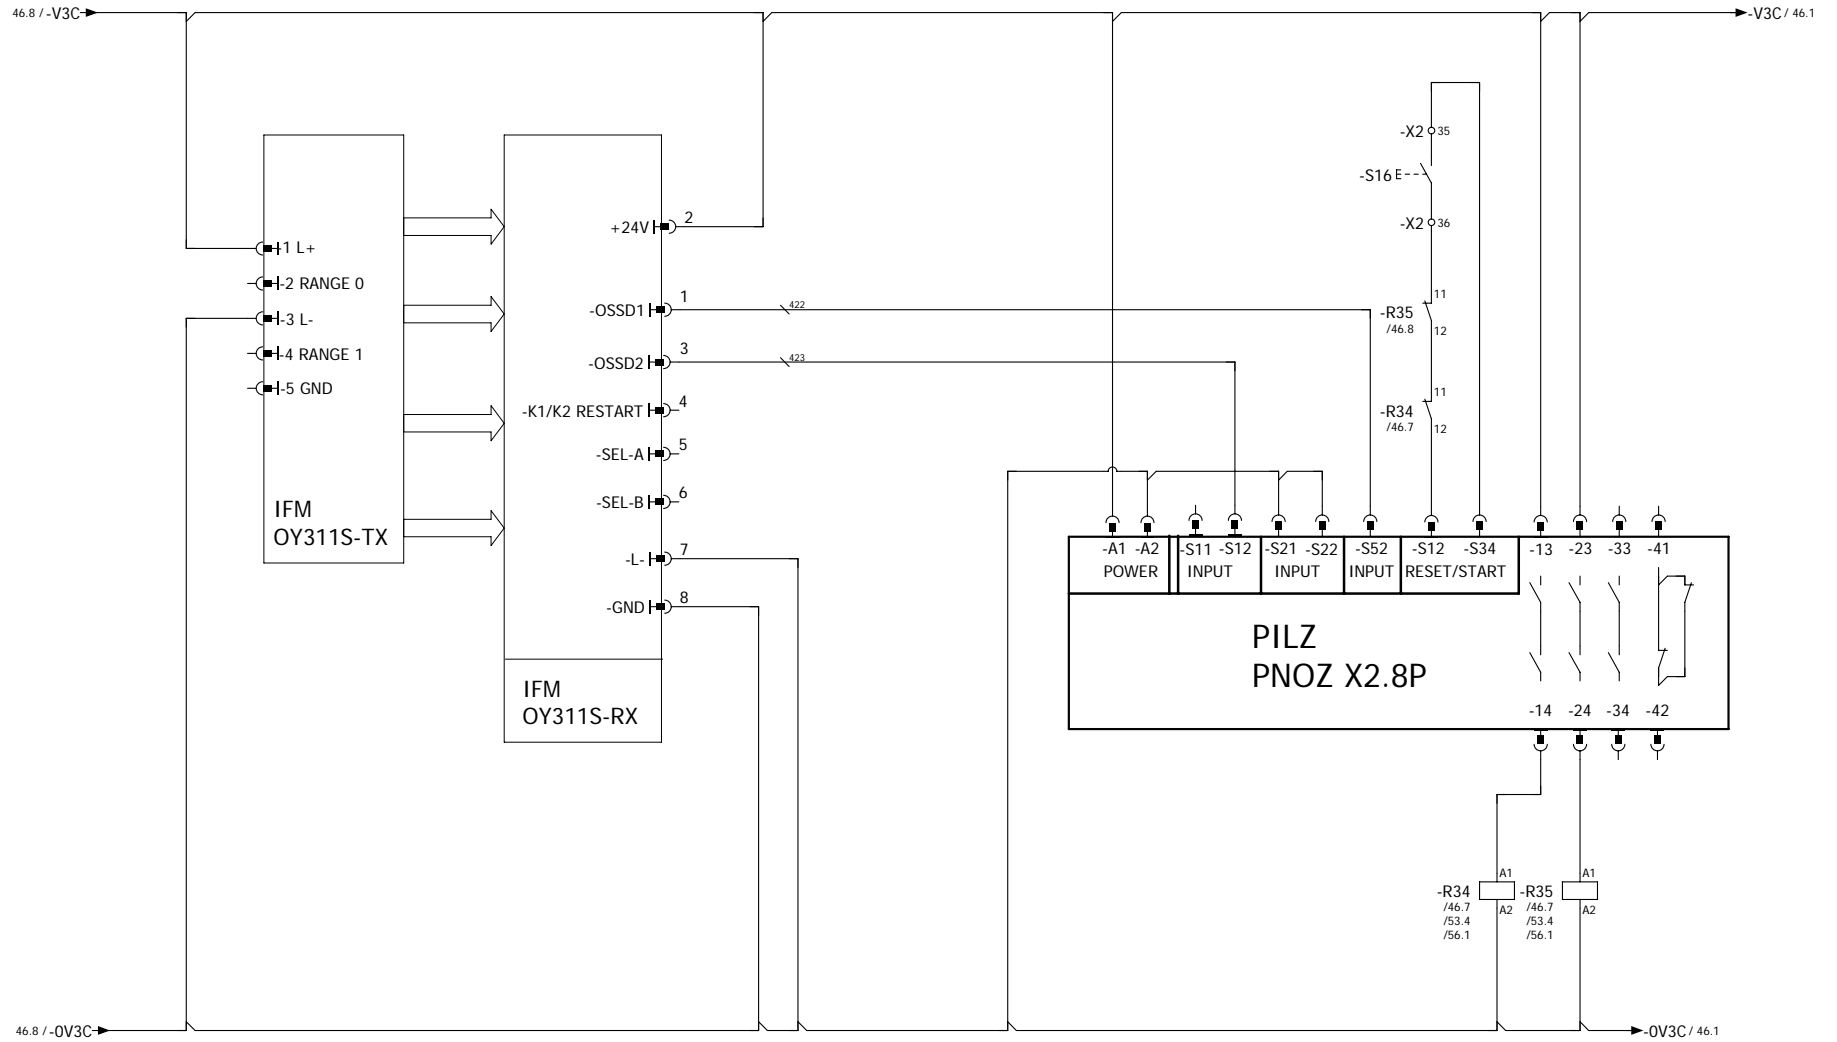 46.8 / -V3C
-V3C / 46.1
-X2 35
-S16 E
-X2 36
11
-R35
/46.8
12
11
-R34
/46.7
12
-1 L+
-2 RANGE 0
-3 L-
-4 RANGE 1
-5 GND
IFM
OY311S-TX
+24V 2
-OSSD1 1
422
-OSSD2 3
423
-K1/K2 RESTART 4
-SEL-A 5
-SEL-B 6
-L- 7
-GND 8
IFM
OY311S-RX
-A1 -A2 -S11 -S12 -S21 -S22 -S52 -S12 -S34 -13 -23 -33 -41
POWER INPUT INPUT INPUT RESET/START
PILZ
PNOZ X2.8P
-14 -24 -34 -42
A1
-R34
/46.7
/53.4
/56.1
A2
A1
-R35
/46.7
/53.4
/56.1
A2
46.8 / -0V3C
-0V3C / 46.1